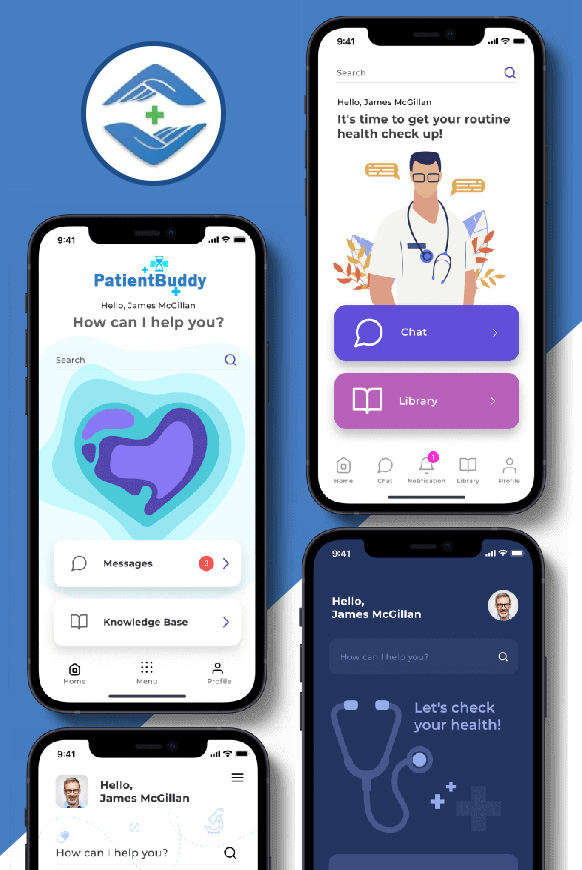 9:41
Search
Hello, James McGillan
It's time to get your routine
health check up!
Chat
Library
1
Home
Chat
Notification
Library
Profile
9:41
PatientBuddy
Hello, James McGillan
How can I help you?
Search
Messages
3
Knowledge Base
Home
Menu
Profile
9:41
Hello,
James McGillan
How can I help you?
Let's check
your health!
9:41
Hello,
James McGillan
How can I help you?